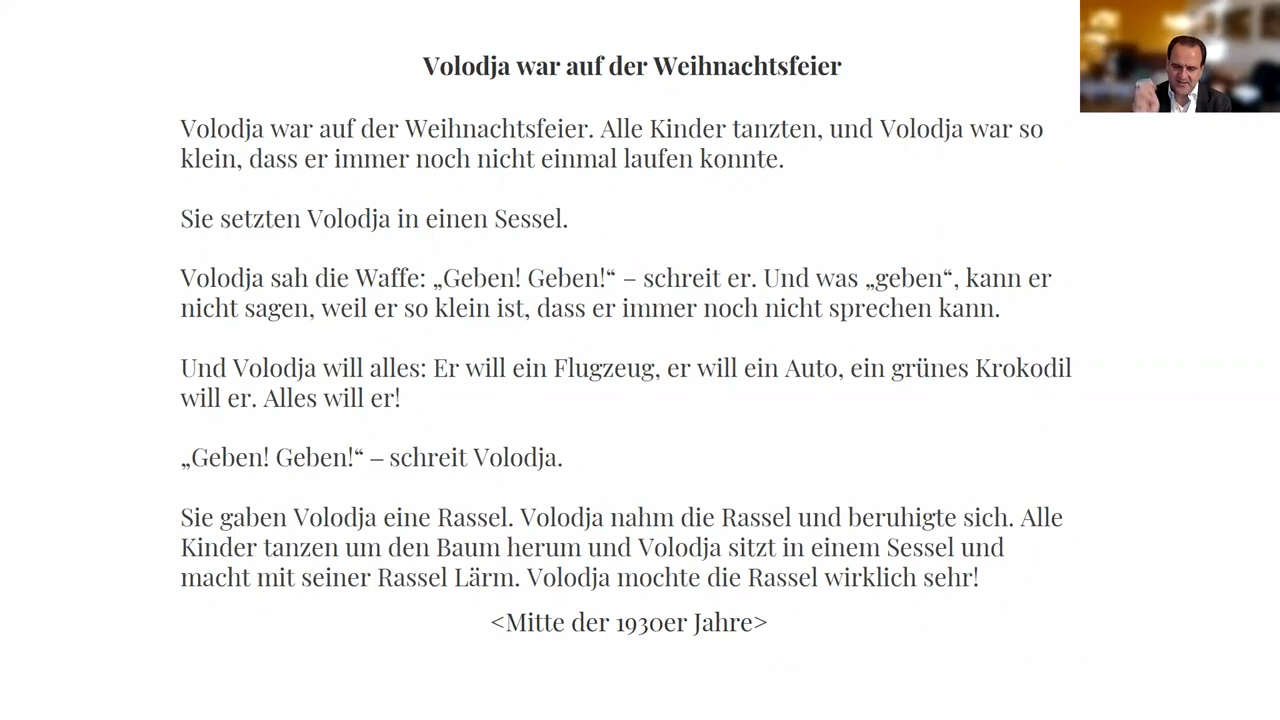 Volodja war auf der Weihnachtsfeier
Volodja war auf der Weihnachtsfeier. Alle Kinder tanzten, und Volodja war so
klein, dass er immer noch nicht einmal laufen konnte.
Sie setzten Volodja in einen Sessel.
Volodja sah die Waffe: „Geben! Geben!“ – schreit er. Und was „geben“, kann er
nicht sagen, weil er so klein ist, dass er immer noch nicht sprechen kann.
Und Volodja will alles: Er will ein Flugzeug, er will ein Auto, ein grünes Krokodil
will er. Alles will er!
„Geben! Geben!“ – schreit Volodja.
Sie gaben Volodja eine Rassel. Volodja nahm die Rassel und beruhigte sich. Alle
Kinder tanzen um den Baum herum und Volodja sitzt in einem Sessel und
macht mit seiner Rassel Lärm. Volodja mochte die Rassel wirklich sehr!
<Mitte der 1930er Jahre>